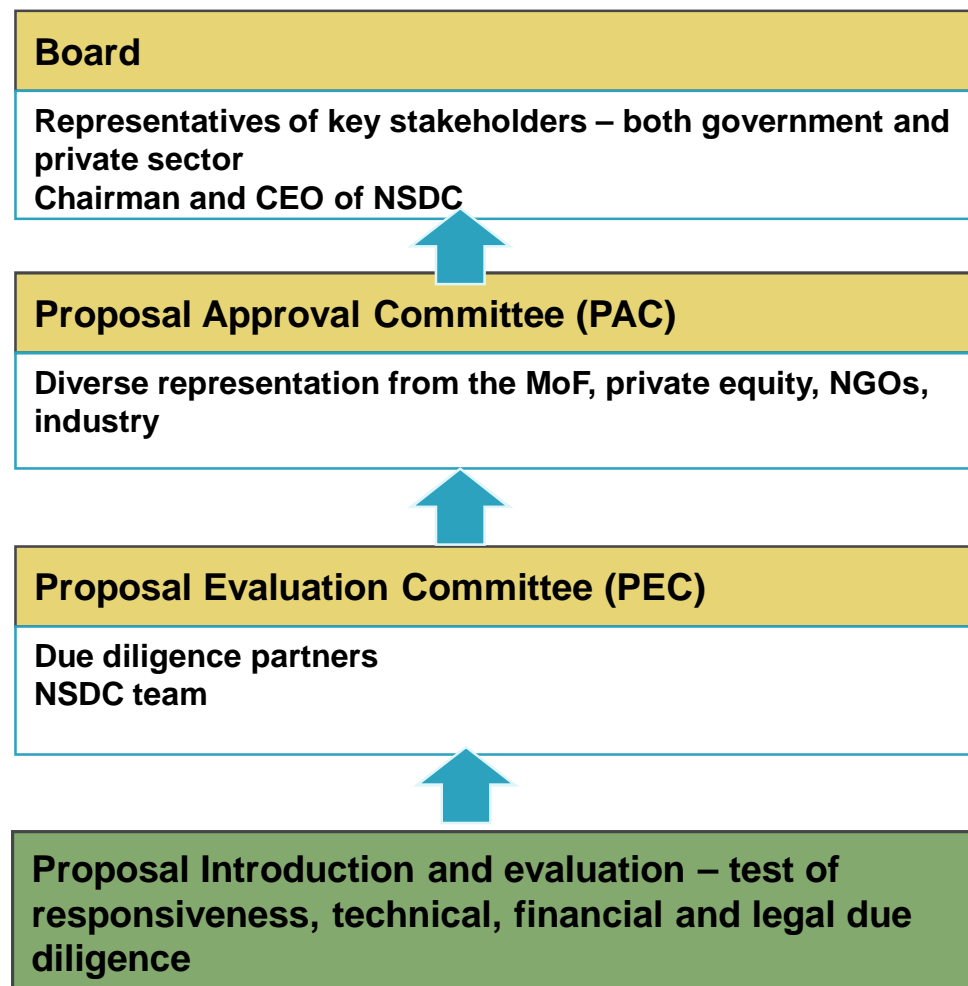 Board
Representatives of key stakeholders – both government and
private sector
Chairman and CEO of NSDC
Proposal Approval Committee (PAC)
Diverse representation from the MoF, private equity, NGOs,
industry
Proposal Evaluation Committee (PEC)
Due diligence partners
NSDC team
Proposal Introduction and evaluation – test of
responsiveness, technical, financial and legal due
diligence